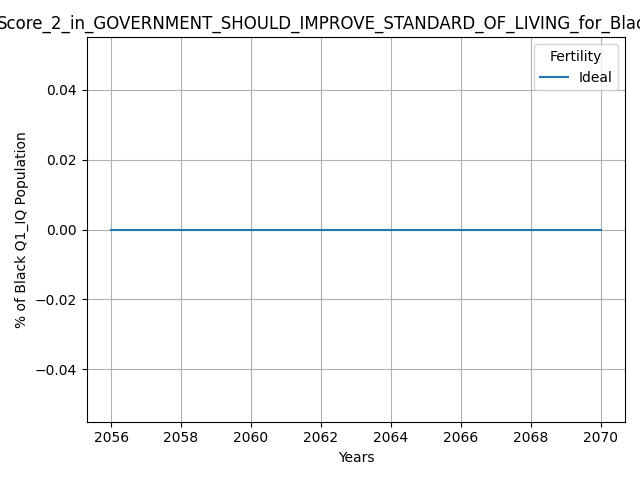 Score_2_in_GOVERNMENT_SHOULD_IMPROVE_STANDARD_OF_LIVING_for_Blac
Fertility
Ideal
0.04
0.02
0.00
−0.02
−0.04
% of Black Q1_IQ Population
2056 2058 2060 2062 2064 2066 2068 2070
Years